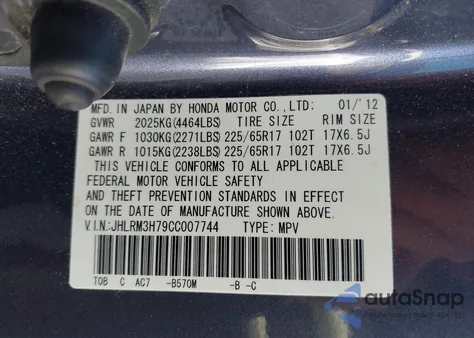 MFD. IN JAPAN BY HONDA MOTOR CO., LTD: 01/'12
GVWR 2025KG(4464LBS) TIRE SIZE RIM SIZE
GAWR F 1030KG(2271LBS) 225/65R17 102T 17X6.5J
GAWR R 1015KG(2238LBS) 225/65R17 102T 17X6.5J
THIS VEHICLE CONFORMS TO ALL APPLICABLE
FEDERAL MOTOR VEHICLE SAFETY
AND THEFT PREVENTION STANDARDS IN EFFECT
ON THE DATE OF MANUFACTURE SHOWN ABOVE.
V.I.N.:JHLRM3H79CC007744 TYPE: MPV
TOB C AC7 -B570M -B -C
autoSnap